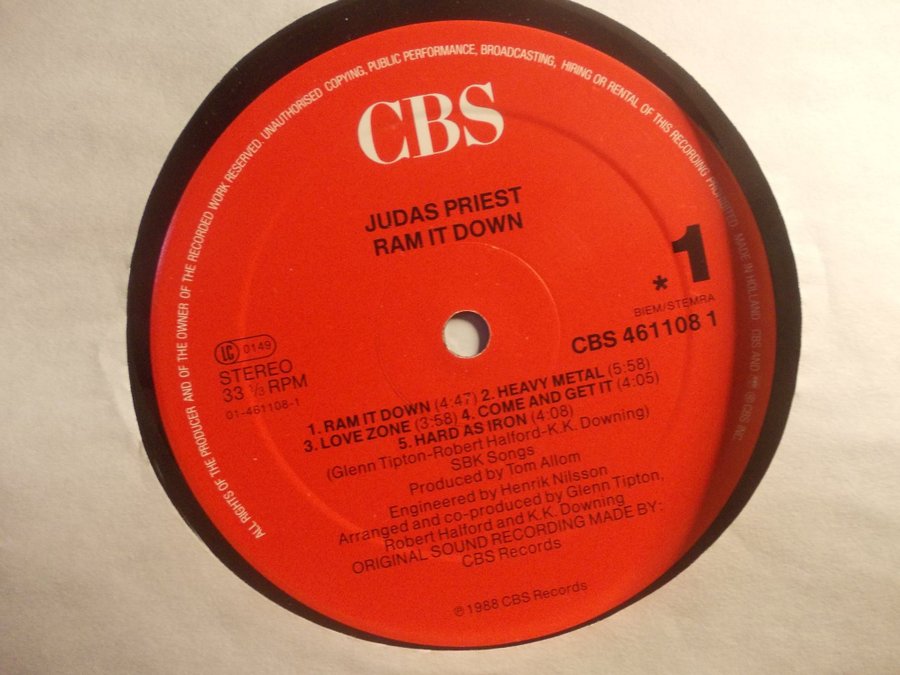 ALL RIGHTS OF THE PRODUCER AND OF THE OWNER OF THE RECORDED WORK RESERVED. UNAUTHORISED COPYING, PUBLIC PERFORMANCE, BROADCASTING, HIRING OR RENTAL OF THIS RECORDING PROHIBITED. MADE IN HOLLAND. CBS AND ℗ CBS INC.
CBS
JUDAS PRIEST
RAM IT DOWN
*1
BIEM/STEMRA
CBS 461108 1
LC 0149
STEREO
33 1/3 RPM
01-461108-1
1. RAM IT DOWN (4:47) 2. HEAVY METAL (5:58)
3. LOVE ZONE (3:58) 4. COME AND GET IT (4:05)
5. HARD AS IRON (4:08)
(Glenn Tipton-Robert Halford-K.K. Downing)
SBK Songs
Produced by Tom Allom
Engineered by Henrik Nilsson
Arranged and co-produced by Glenn Tipton,
Robert Halford and K.K. Downing
ORIGINAL SOUND RECORDING MADE BY:
CBS Records
℗ 1988 CBS Records